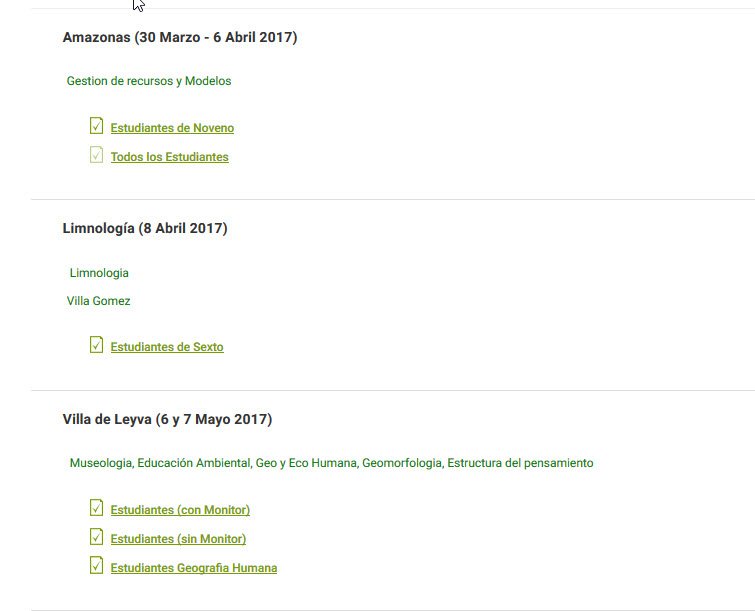 Amazonas (30 Marzo - 6 Abril 2017)
Gestion de recursos y Modelos
Estudiantes de Noveno
Todos los Estudiantes
Limnología (8 Abril 2017)
Limnologia
Villa Gomez
Estudiantes de Sexto
Villa de Leyva (6 y 7 Mayo 2017)
Museologia, Educación Ambiental, Geo y Eco Humana, Geomorfologia, Estructura del pensamiento
Estudiantes (con Monitor)
Estudiantes (sin Monitor)
Estudiantes Geografia Humana